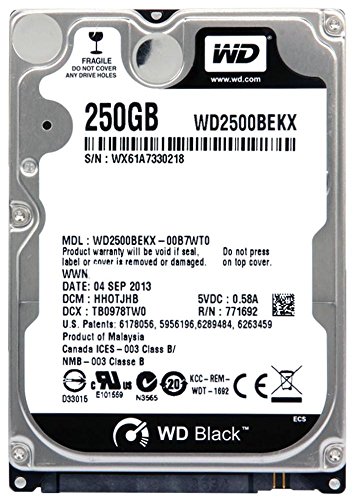 FRAGILE
DO NOT COVER
ANY DRIVE HOLES
WD
www.wd.com
250GB WD2500BEKX
S/N : WX61A7330218
MDL : WD2500BEKX-00B7WT0
Product warranty will be void if seal,
label or cover is removed or damaged
Do not press
on top cover
WWN
DATE: 04 SEP 2013
DCM : HHOTJHB 5VDC : 0.58A
DCX : TB0978TW0 R/N : 771692
U.S. Patents: 6178056, 5956196,6289484, 6263459
Product of Malaysia
Canada ICES-003 Class B/
NMB-003 Classe B
KCC-REM-
WDT-1692
20
D33015 E101559 N3565
ECS
WD Black™